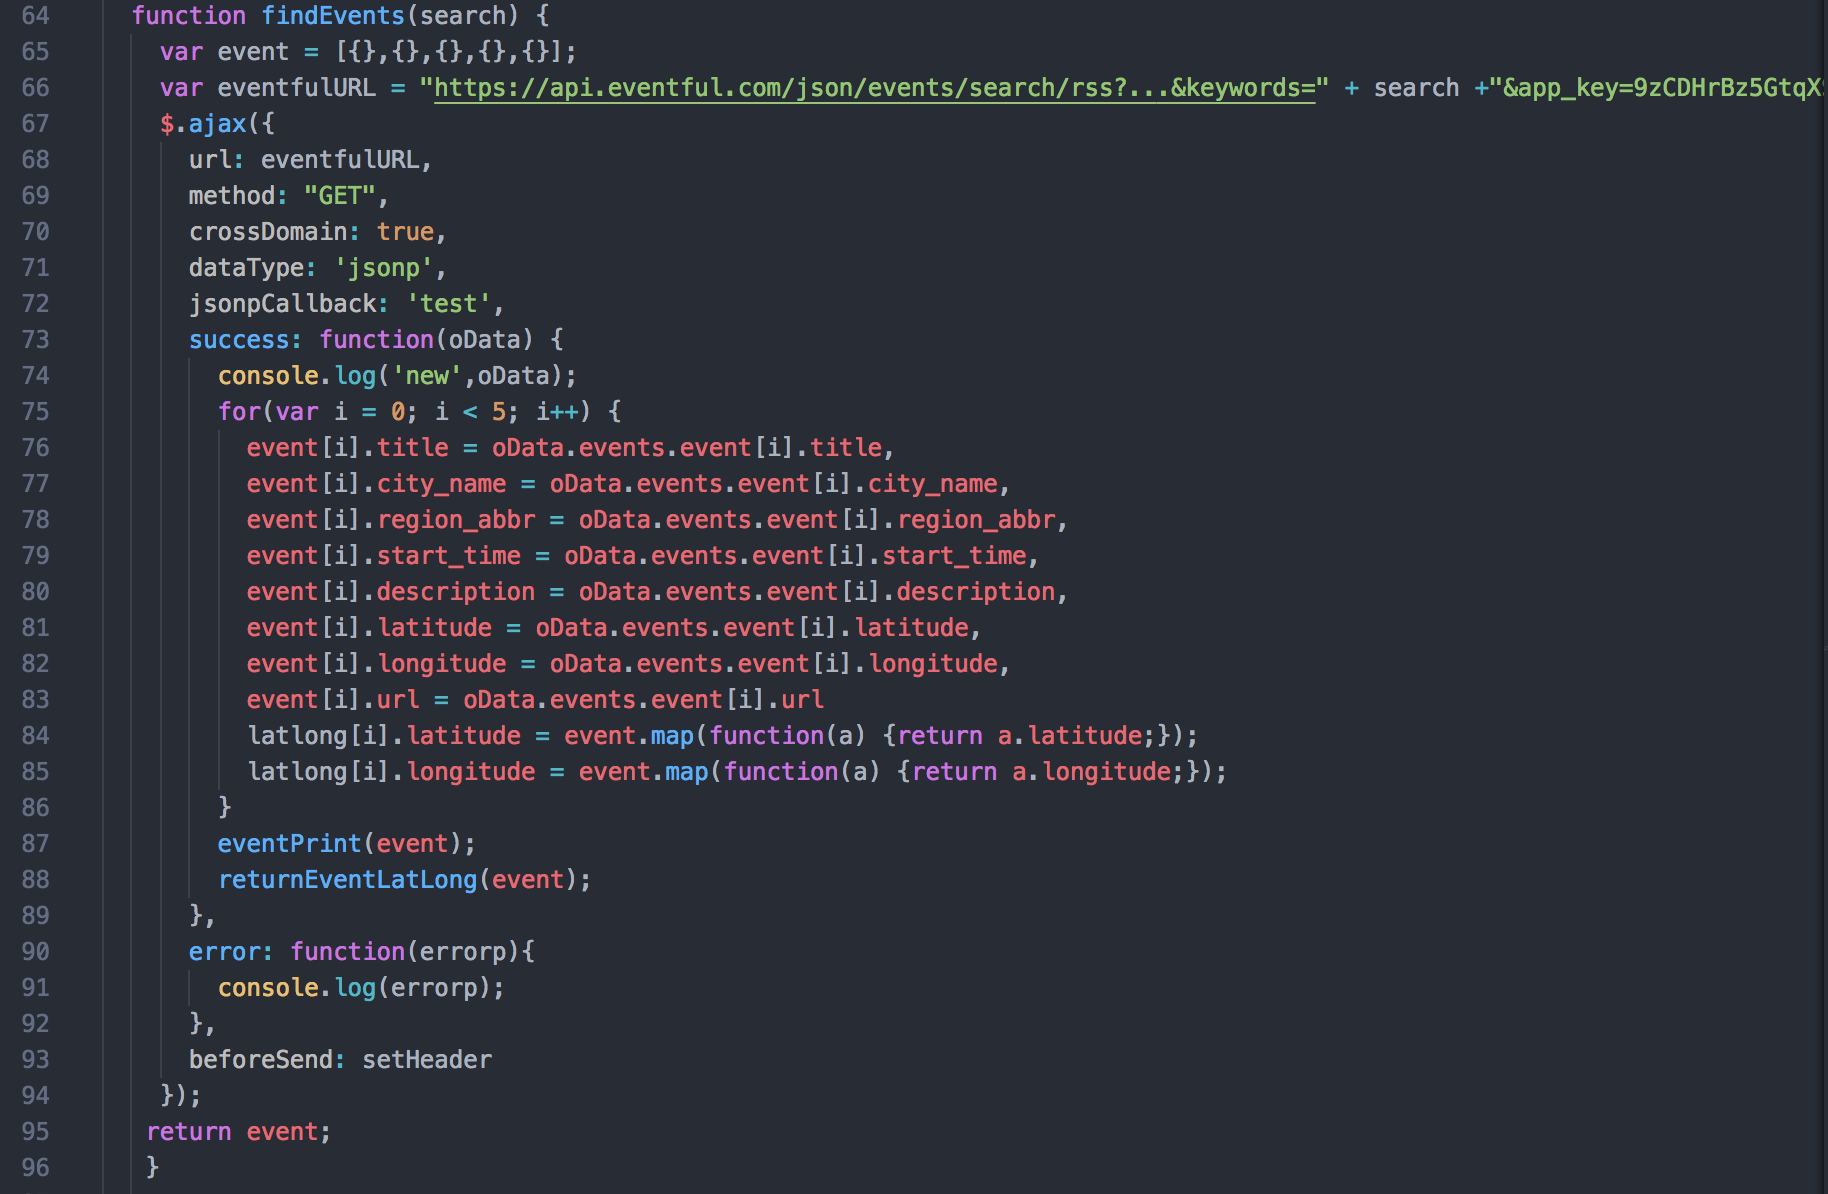 64 function findEvents(search) {
65 var event = [{},{},{},{},{}];
66 var eventfulURL = "https://api.eventful.com/json/events/search/rss?...&keywords=" + search +"&app_key=9zCDHrBz5GtqX
67 $.ajax({
68 url: eventfulURL,
69 method: "GET",
70 crossDomain: true,
71 dataType: 'jsonp',
72 jsonpCallback: 'test',
73 success: function(oData) {
74 console.log('new',oData);
75 for(var i = 0; i < 5; i++) {
76 event[i].title = oData.events.event[i].title,
77 event[i].city_name = oData.events.event[i].city_name,
78 event[i].region_abbr = oData.events.event[i].region_abbr,
79 event[i].start_time = oData.events.event[i].start_time,
80 event[i].description = oData.events.event[i].description,
81 event[i].latitude = oData.events.event[i].latitude,
82 event[i].longitude = oData.events.event[i].longitude,
83 event[i].url = oData.events.event[i].url
84 latlong[i].latitude = event.map(function(a) {return a.latitude;});
85 latlong[i].longitude = event.map(function(a) {return a.longitude;});
86 }
87 eventPrint(event);
88 returnEventLatLong(event);
89 },
90 error: function(errorp){
91 console.log(errorp);
92 },
93 beforeSend: setHeader
94 });
95 return event;
96 }